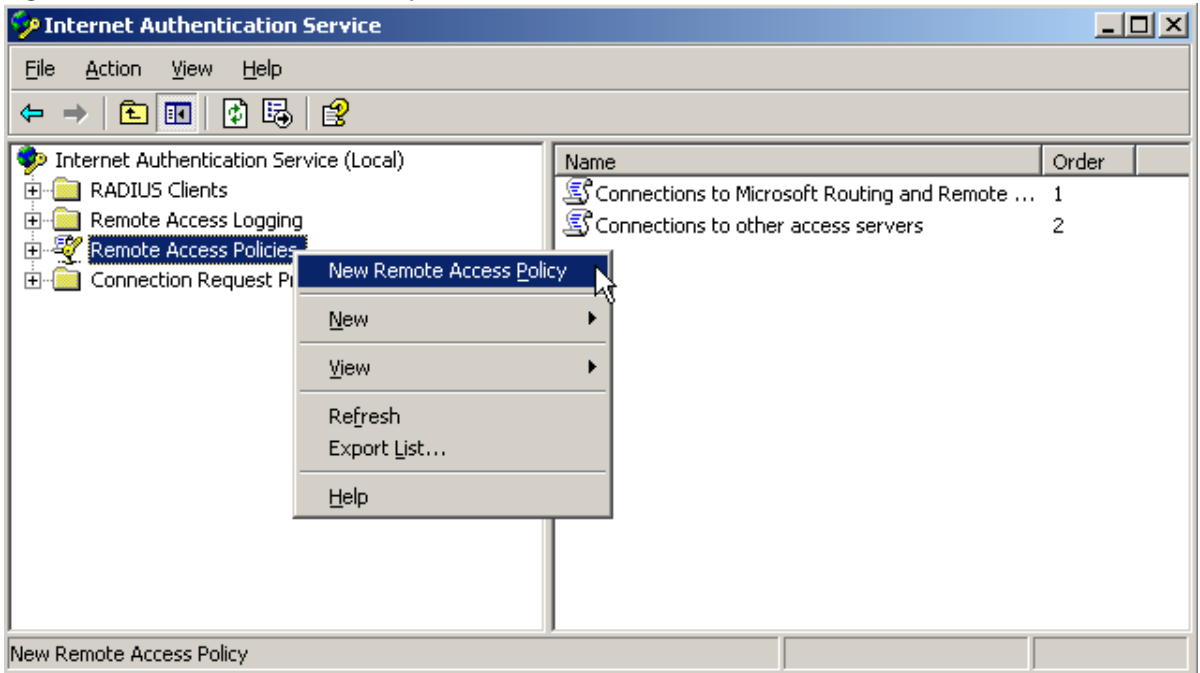 Internet Authentication Service
File Action View Help
Internet Authentication Service (Local)
RADIUS Clients
Remote Access Logging
Remote Access Policies
Connection Request
Name Order
Connections to Microsoft Routing and Remote ... 1
Connections to other access servers 2
New Remote Access Policy
New
View
Refresh
Export List...
Help
New Remote Access Policy